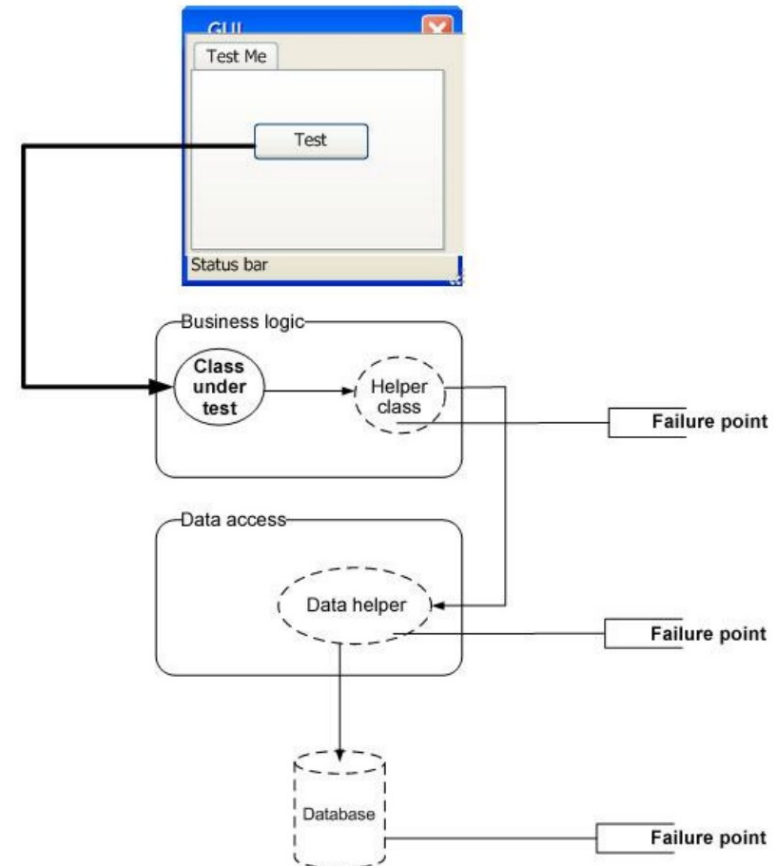 GUI
Test Me
Test
Status bar
Business logic
Class
under
test
Helper
class
Failure point
Data access
Data helper
Failure point
Database
Failure point